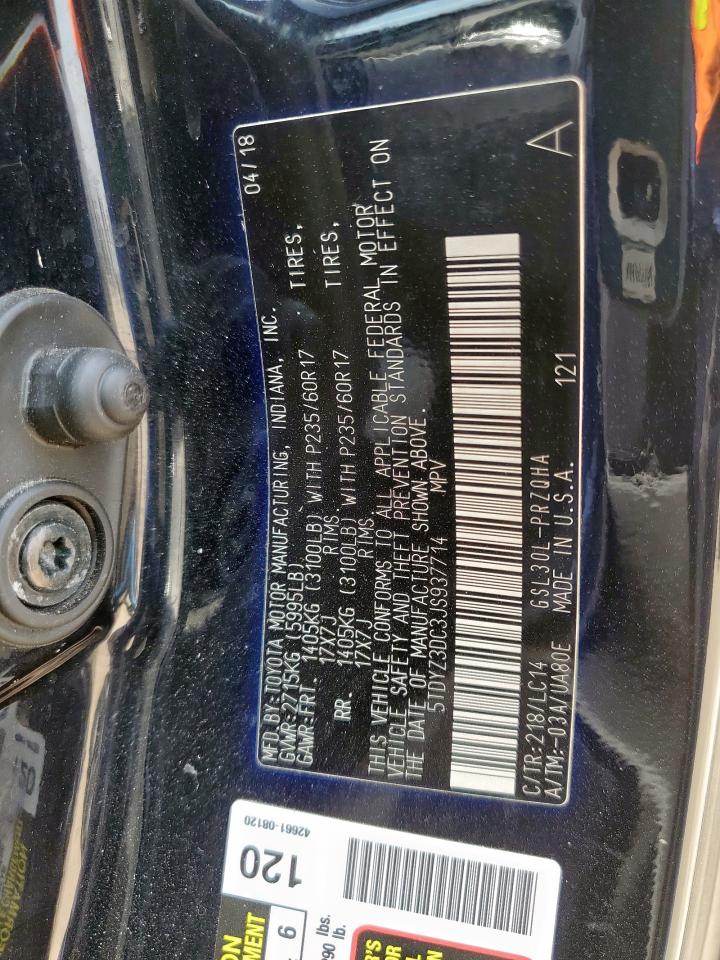 MFD BY:TOYOTA MOTOR MANUFACTURING, INDIANA, INC. 04/18
GVWR:2215KG (5995LB)
GAWR:FRT. 1405KG (3100LB) WITH P235/60R17 TIRES,
17X7J RIMS
RR. 1405KG (3100LB) WITH P235/60R17 TIRES,
17X7J RIMS
THIS VEHICLE CONFORMS TO ALL APPLICABLE FEDERAL MOTOR
VEHICLE SAFETY AND THEFT PREVENTION STANDARDS IN EFFECT ON
THE DATE OF MANUFACTURE SHOWN ABOVE.
5TDYZ3DC3JS937714 MPV
C/TR:218/LC14 GSL30L-PRZQHA 121
A/TM:-03A/UA80E MADE IN U.S.A. A
42661-08120
120
6
lbs.
lb.